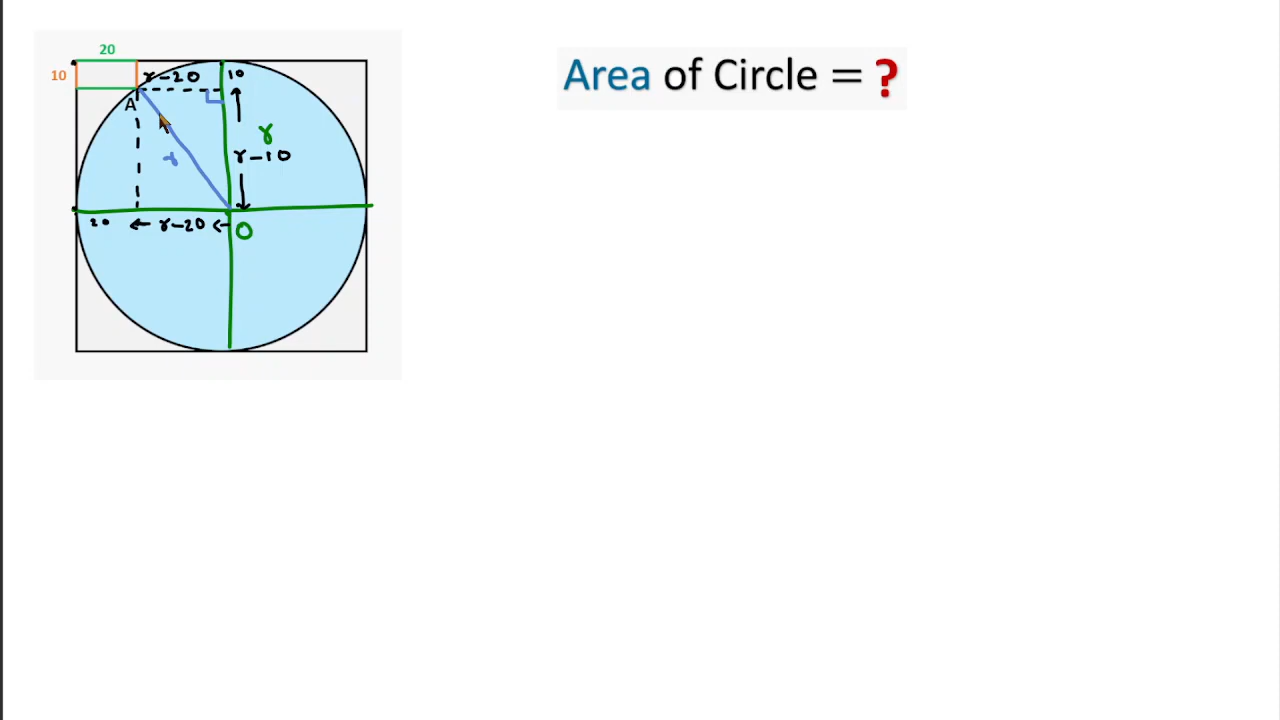 Area of Circle = ?
20
10
r-20
10
A
r
r
r-10
20
← r-20 ←
O